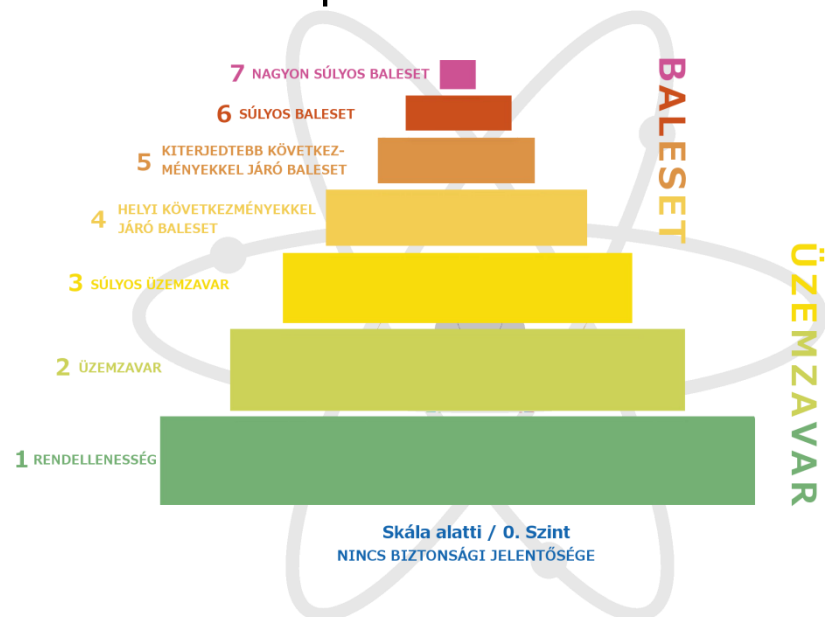 7 NAGYON SÚLYOS BALESET
6 SÚLYOS BALESET
5 KITERJEDTEBB KÖVETKEZ-
MÉNYEKKEL JÁRÓ BALESET
4 HELYI KÖVETKEZMÉNYEKKEL
JÁRÓ BALESET
BALESET
3 SÚLYOS ÜZEMZAVAR
2 ÜZEMZAVAR
1 RENDELLENESSÉG
ÜZEMZAVAR
Skála alatti / 0. Szint
NINCS BIZTONSÁGI JELENTŐSÉGE